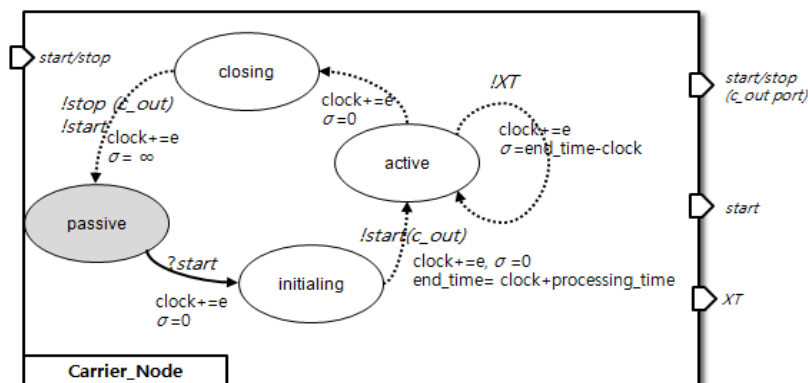 start/stop
closing
!stop (c_out)
!start
clock+=e
σ= ∞
clock+=e
σ=0
!XT
clock+=e
σ=end_time-clock
active
passive
?start
clock+=e
σ=0
initialing
!start(c_out)
clock+=e, σ=0
end_time= clock+processing_time
start/stop
(c_out port)
start
XT
Carrier_Node